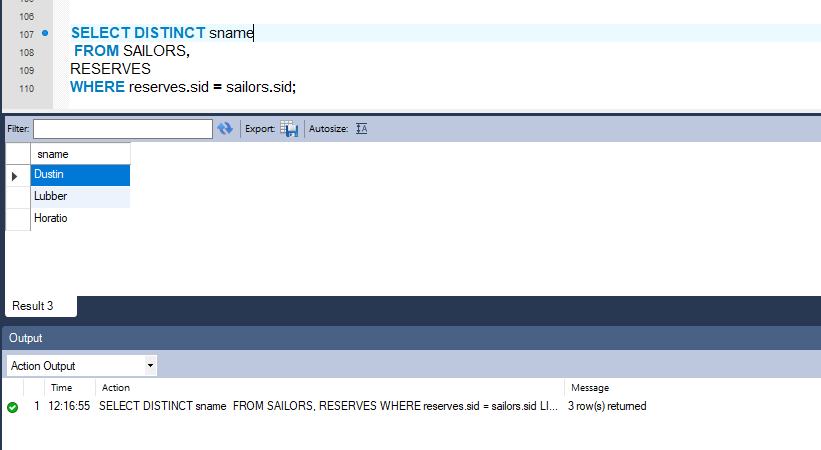 106
107 SELECT DISTINCT sname
108 FROM SAILORS,
109 RESERVES
110 WHERE reserves.sid = sailors.sid;
Filter: Export: Autosize:
sname
Dustin
Lubber
Horatio
Result 3
Output
Action Output
Time Action Message
1 12:16:55 SELECT DISTINCT sname FROM SAILORS, RESERVES WHERE reserves.sid = sailors.sid LI... 3 row(s) returned